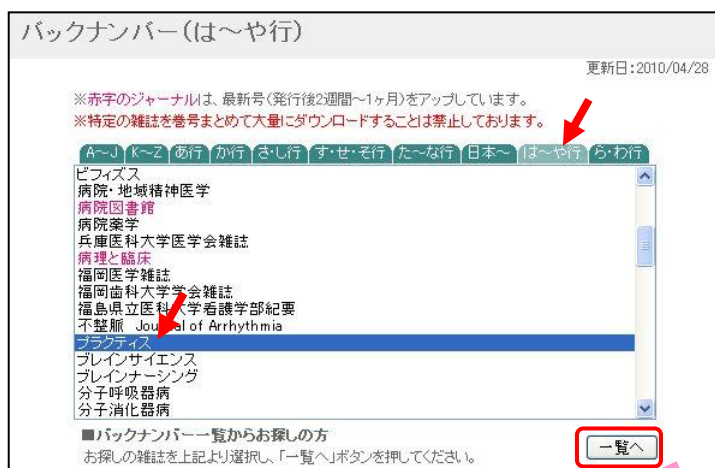 バックナンバー(は～や行)
更新日:2010/04/28
※赤字のジャーナルは、最新号(発行後2週間～1ヶ月)をアップしています。
※特定の雑誌を巻号まとめて大量にダウンロードすることは禁止しております。
A～J K～Z あ行 か行 さ・し行 す・せ・そ行 た～な行 日本～ は～や行 ら・わ行
ビフィズス
病院・地域精神医学
病院図書館
病院薬学
兵庫医科大学医学会雑誌
病理と臨床
福岡医学雑誌
福岡歯科大学学会雑誌
福島県立医科大学看護学部紀要
不整脈 Journal of Arrhythmia
プラクティス
ブレインサイエンス
ブレインナーシング
分子呼吸器病
分子消化器病
■バックナンバー一覧からお探しの方
お探しの雑誌を上記より選択し、「一覧へ」ボタンを押してください。
一覧へ